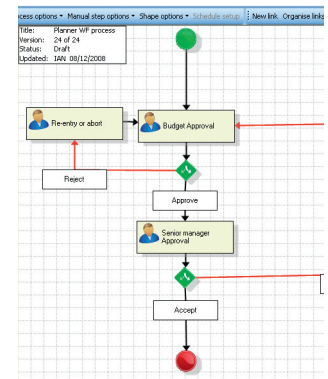 cess options Manual step options Shape options Schedule setup New link Organise links
Title: Planner WF process
Version: 24 of 24
Status: Draft
Updated: IAN 08/12/2008
Re-entry or abort
Budget Approval
Reject
Approve
Senior manager
Approval
Accept